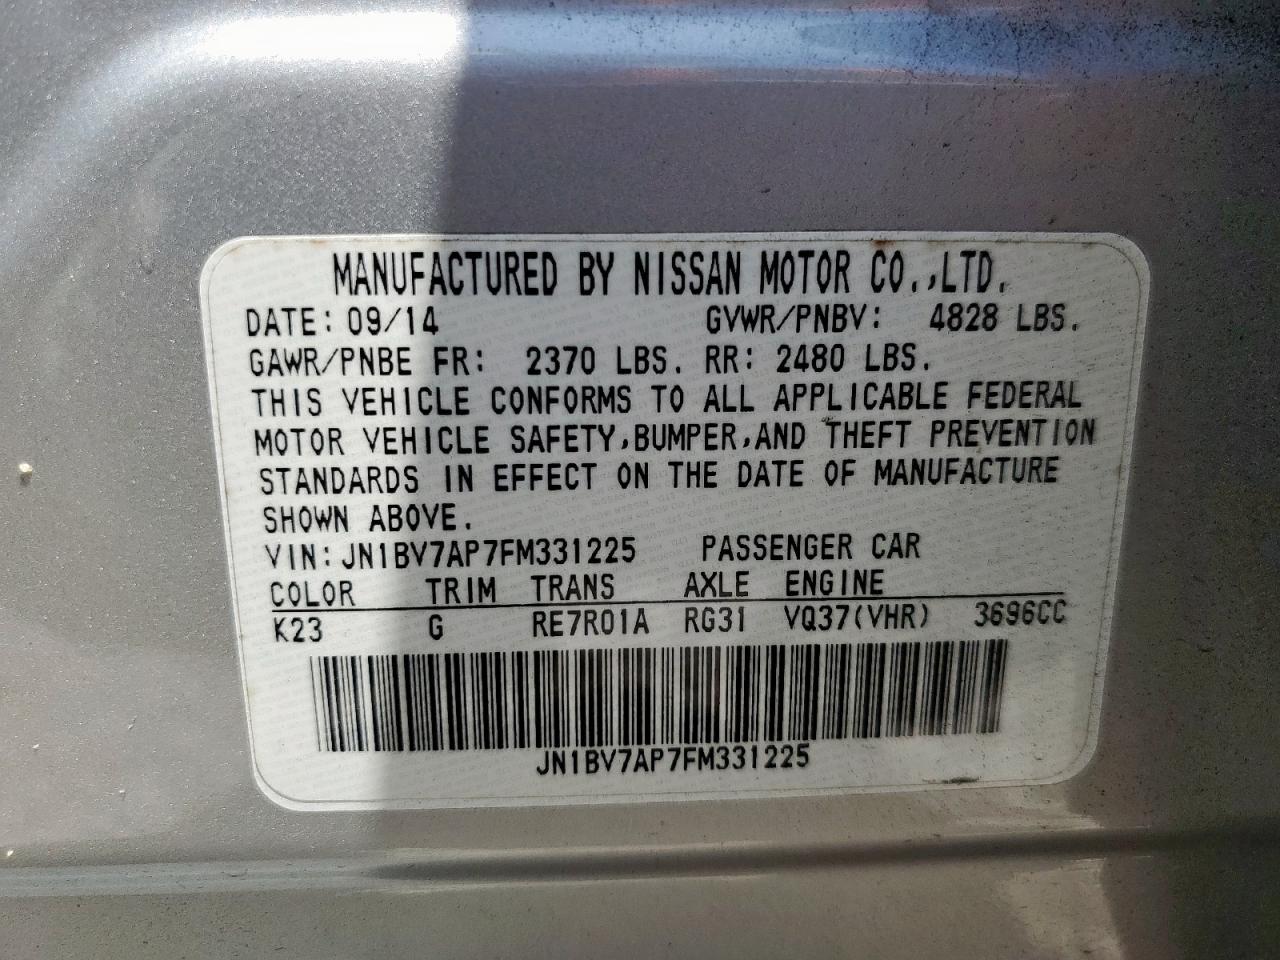 MANUFACTURED BY NISSAN MOTOR CO.,LTD.
DATE: 09/14 GVWR/PNBV: 4828 LBS.
GAWR/PNBE FR: 2370 LBS. RR: 2480 LBS.
THIS VEHICLE CONFORMS TO ALL APPLICABLE FEDERAL
MOTOR VEHICLE SAFETY,BUMPER,AND THEFT PREVENTION
STANDARDS IN EFFECT ON THE DATE OF MANUFACTURE
SHOWN ABOVE.
VIN: JN1BV7AP7FM331225 PASSENGER CAR
COLOR TRIM TRANS AXLE ENGINE
K23 G RE7R01A RG31 VQ37(VHR) 3696CC
JN1BV7AP7FM331225